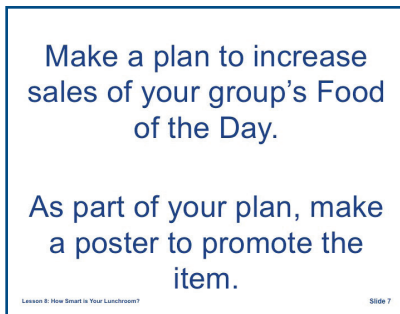 Make a plan to increase
sales of your group's Food
of the Day.
As part of your plan, make
a poster to promote the
item.
Lesson 8: How Smart is Your Lunchroom?
Slide 7